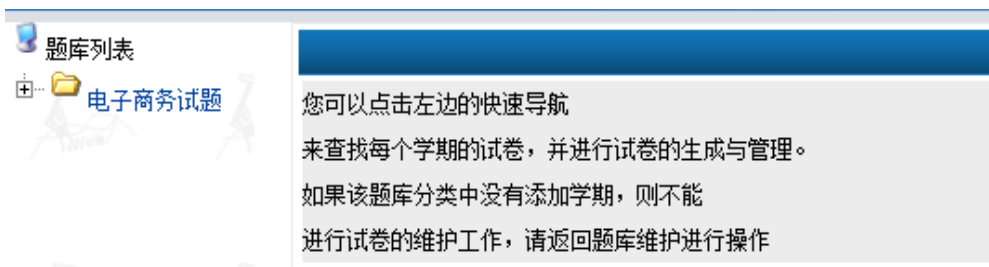 题库列表
电子商务试题
您可以点击左边的快速导航
来查找每个学期的试卷，并进行试卷的生成与管理。
如果该题库分类中没有添加学期，则不能
进行试卷的维护工作，请返回题库维护进行操作